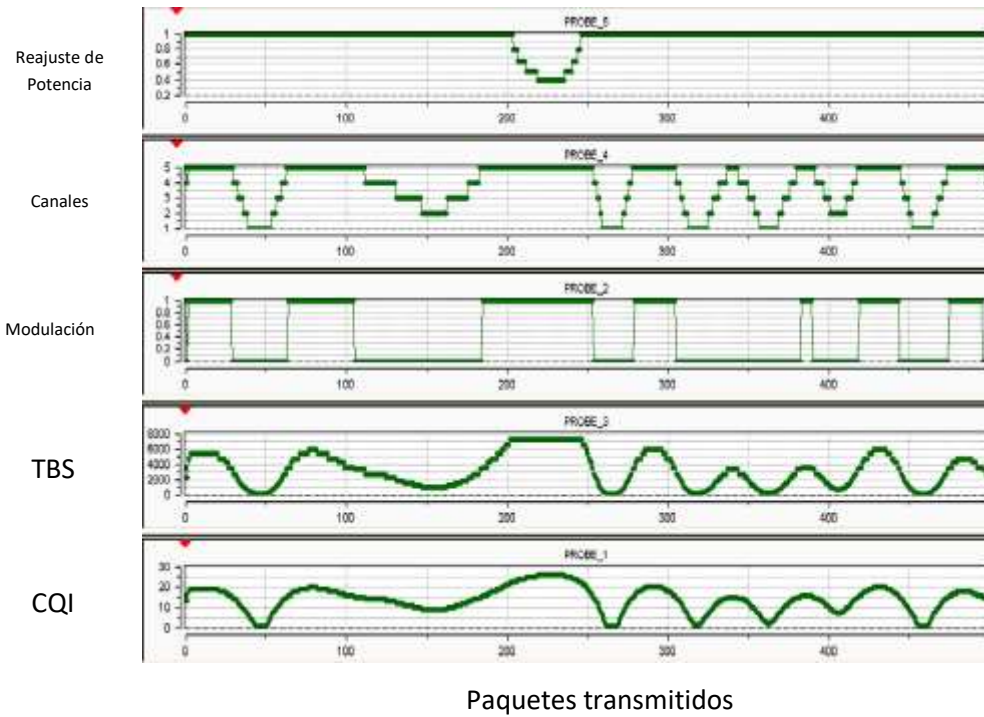 PROBE_5
Reajuste de
Potencia
1
0.8
0.6
0.4
0.2
0 100 200 300 400
PROBE_4
Canales
5
4
3
2
1
0 100 200 300 400
PROBE_2
Modulación
1
0.8
0.6
0.4
0.2
0
0 100 200 300 400
PROBE_3
TBS
8000
6000
4000
2000
0
0 100 200 300 400
PROBE_1
CQI
30
20
10
0
0 100 200 300 400
Paquetes transmitidos